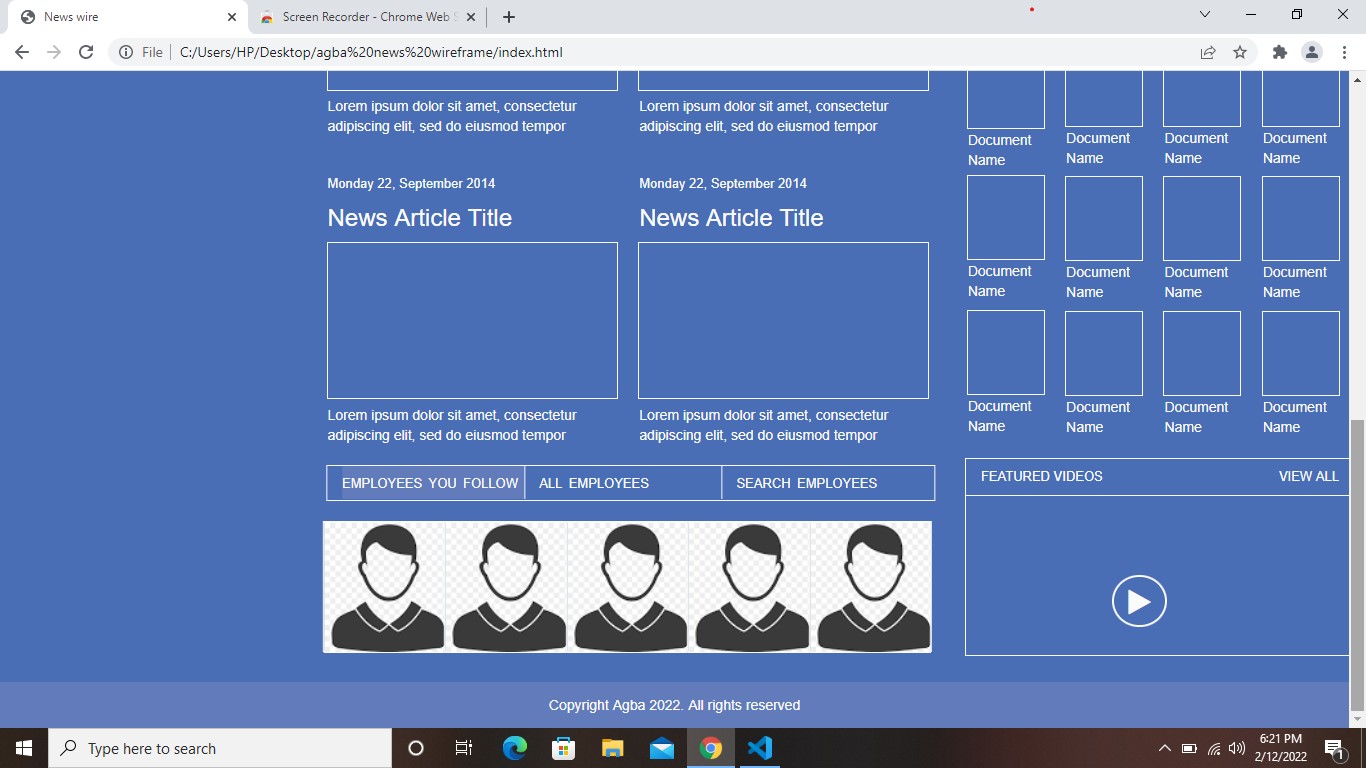 News wire
Screen Recorder - Chrome Web S
File
C:/Users/HP/Desktop/agba%20news%20wireframe/index.html
Lorem ipsum dolor sit amet, consectetur
adipiscing elit, sed do eiusmod tempor
Lorem ipsum dolor sit amet, consectetur
adipiscing elit, sed do eiusmod tempor
Monday 22, September 2014
News Article Title
Monday 22, September 2014
News Article Title
Lorem ipsum dolor sit amet, consectetur
adipiscing elit, sed do eiusmod tempor
Lorem ipsum dolor sit amet, consectetur
adipiscing elit, sed do eiusmod tempor
EMPLOYEES YOU FOLLOW
ALL EMPLOYEES
SEARCH EMPLOYEES
Document
Name
Document
Name
Document
Name
Document
Name
Document
Name
Document
Name
Document
Name
Document
Name
Document
Name
Document
Name
Document
Name
Document
Name
FEATURED VIDEOS
VIEW ALL
Copyright Agba 2022. All rights reserved
Type here to search
6:21 PM
2/12/2022
1